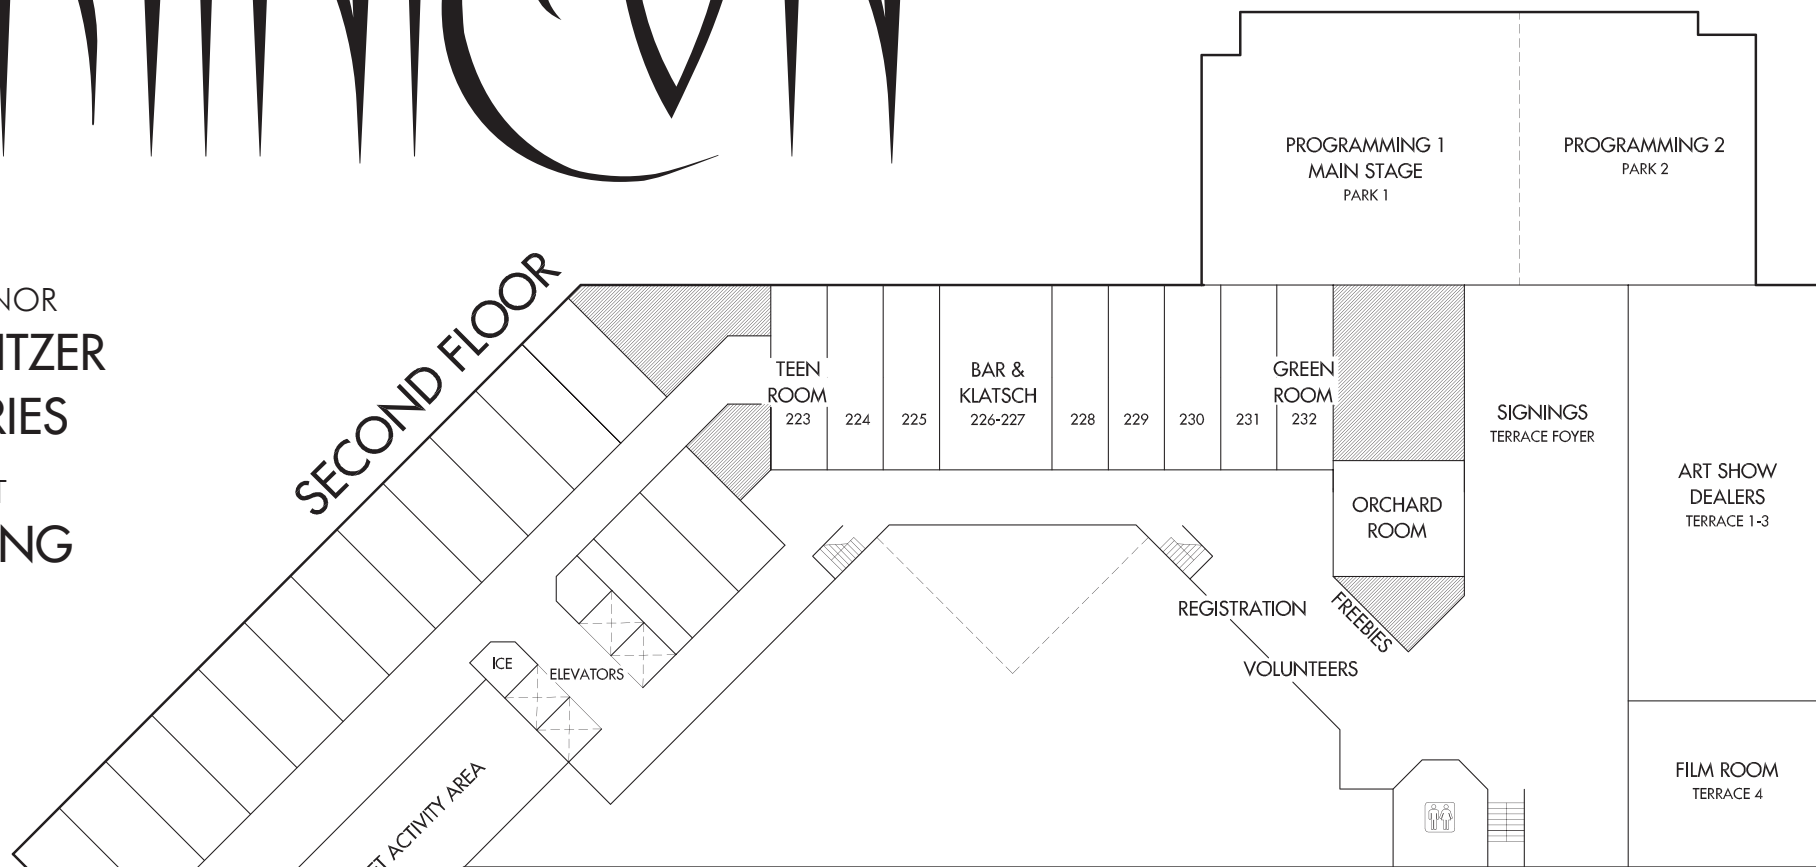 NOR
ITZER
RIES
T
NG
SECOND FLOOR
PROGRAMMING 1
MAIN STAGE
PARK 1
PROGRAMMING 2
PARK 2
TEEN
ROOM
223
224
225
BAR &
KLATSCH
226-227
228
229
230
231
GREEN
ROOM
232
SIGNINGS
TERRACE FOYER
ART SHOW
DEALERS
TERRACE 1-3
ORCHARD
ROOM
FREEBIES
REGISTRATION
VOLUNTEERS
ICE
ELEVATORS
ET ACTIVITY AREA
FILM ROOM
TERRACE 4